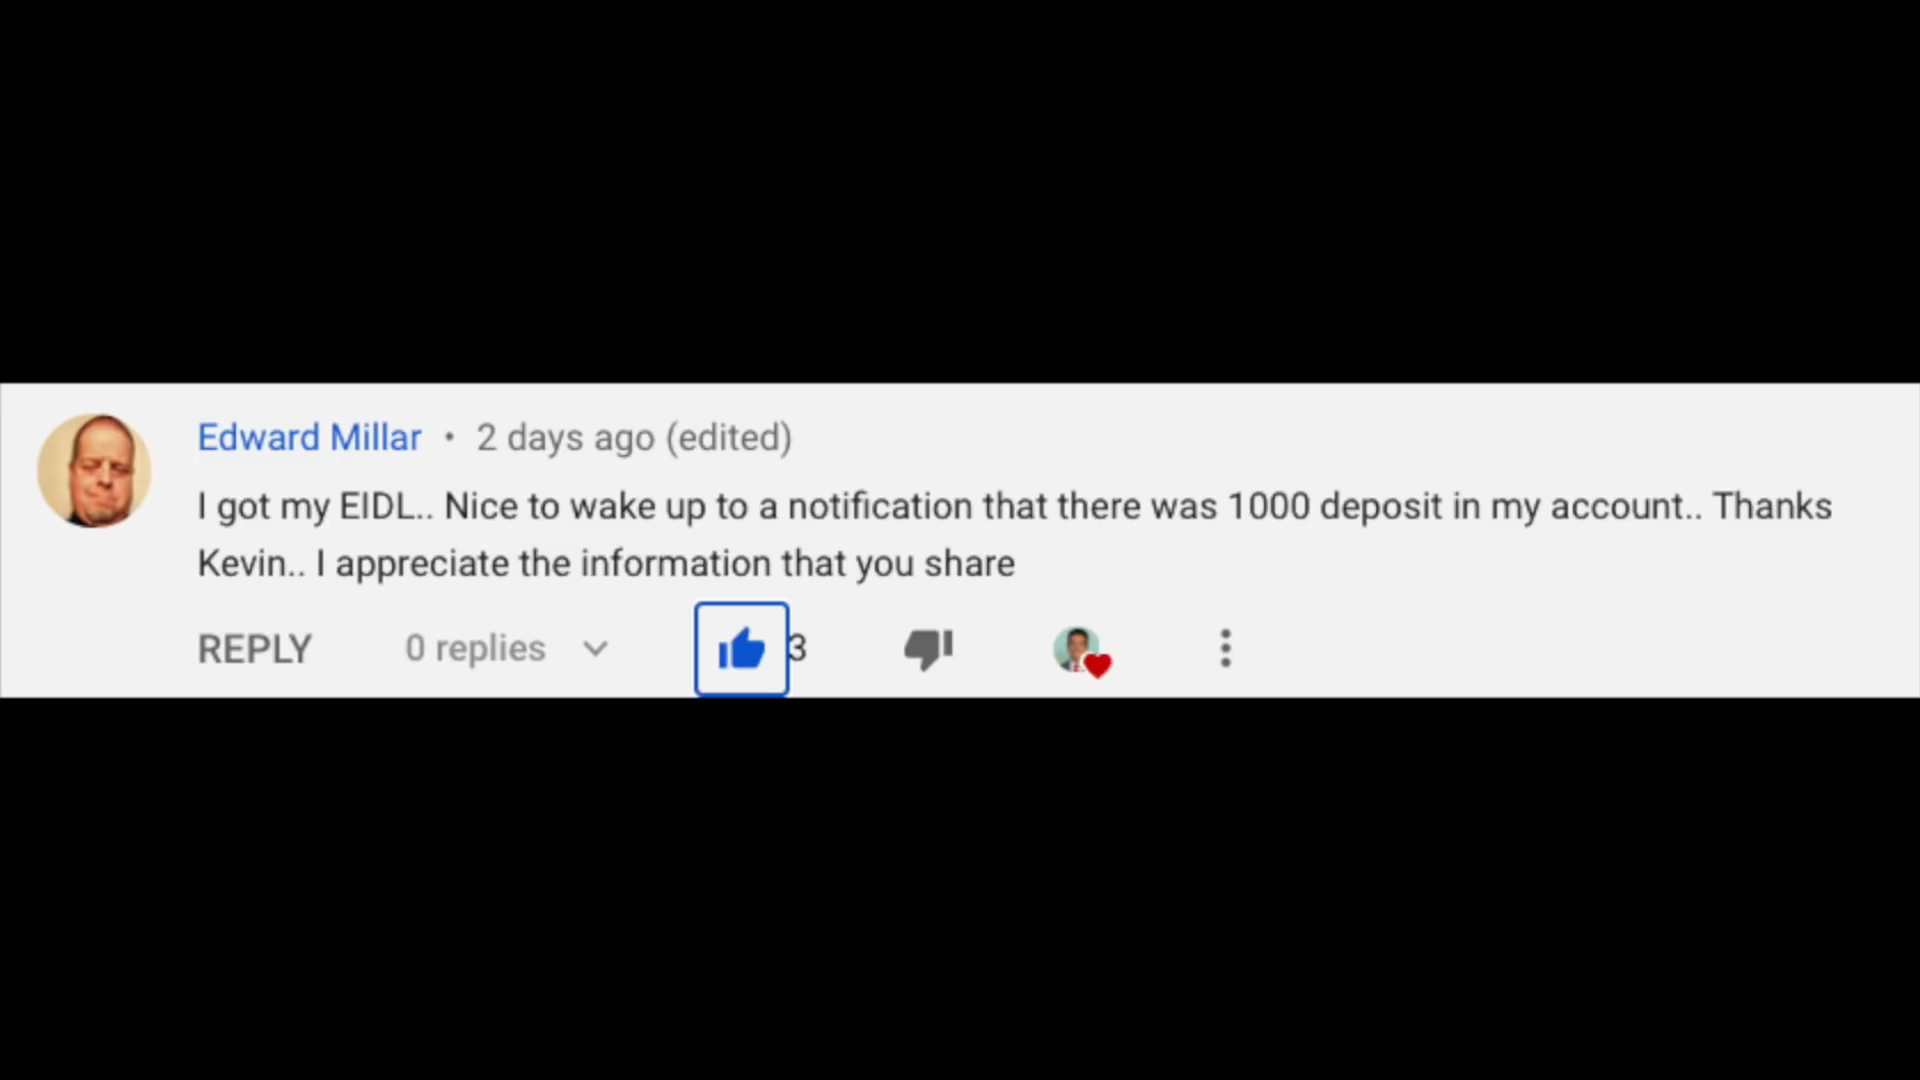 Edward Millar • 2 days ago (edited)
I got my EIDL.. Nice to wake up to a notification that there was 1000 deposit in my account.. Thanks
Kevin.. I appreciate the information that you share
REPLY 0 replies 3